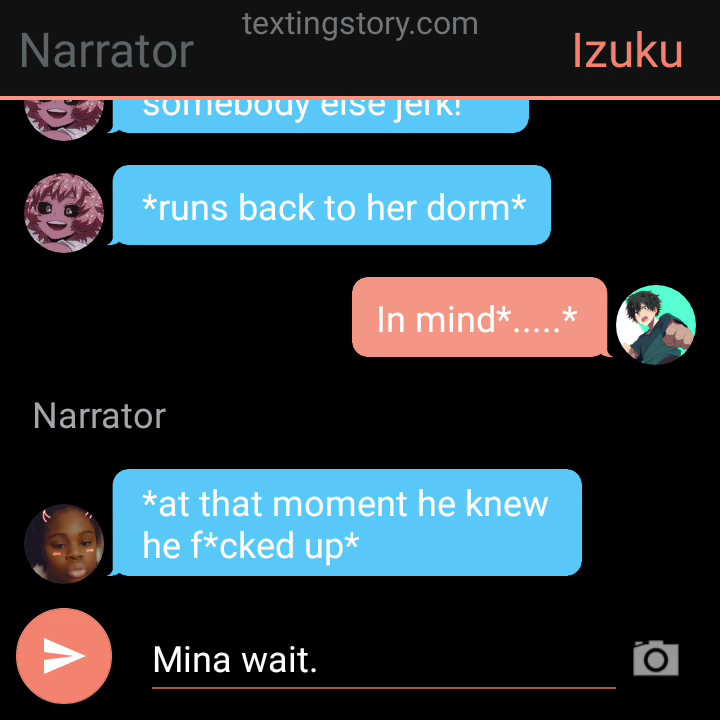 textingstory.com
Narrator
Izuku
somebody else jerk!
*runs back to her dorm*
In mind*.....*
Narrator
*at that moment he knew
he f*cked up*
Mina wait.